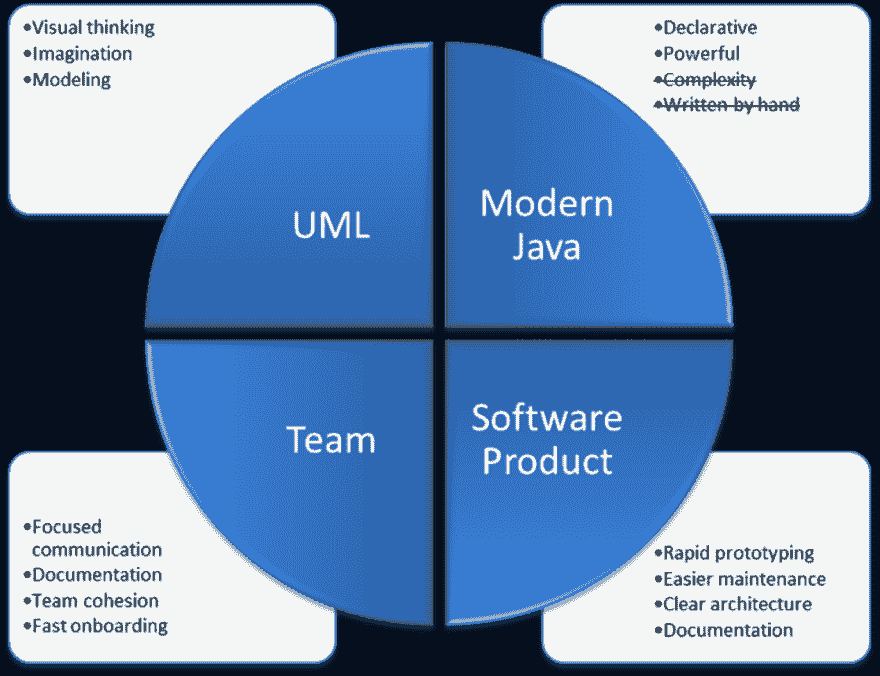 •Visual thinking
•Imagination
•Modeling
•Declarative
•Powerful
•Complexity
•Written by hand
UML
Modern
Java
Team
Software
Product
•Focused
communication
•Documentation
•Team cohesion
•Fast onboarding
•Rapid prototyping
•Easier maintenance
•Clear architecture
•Documentation